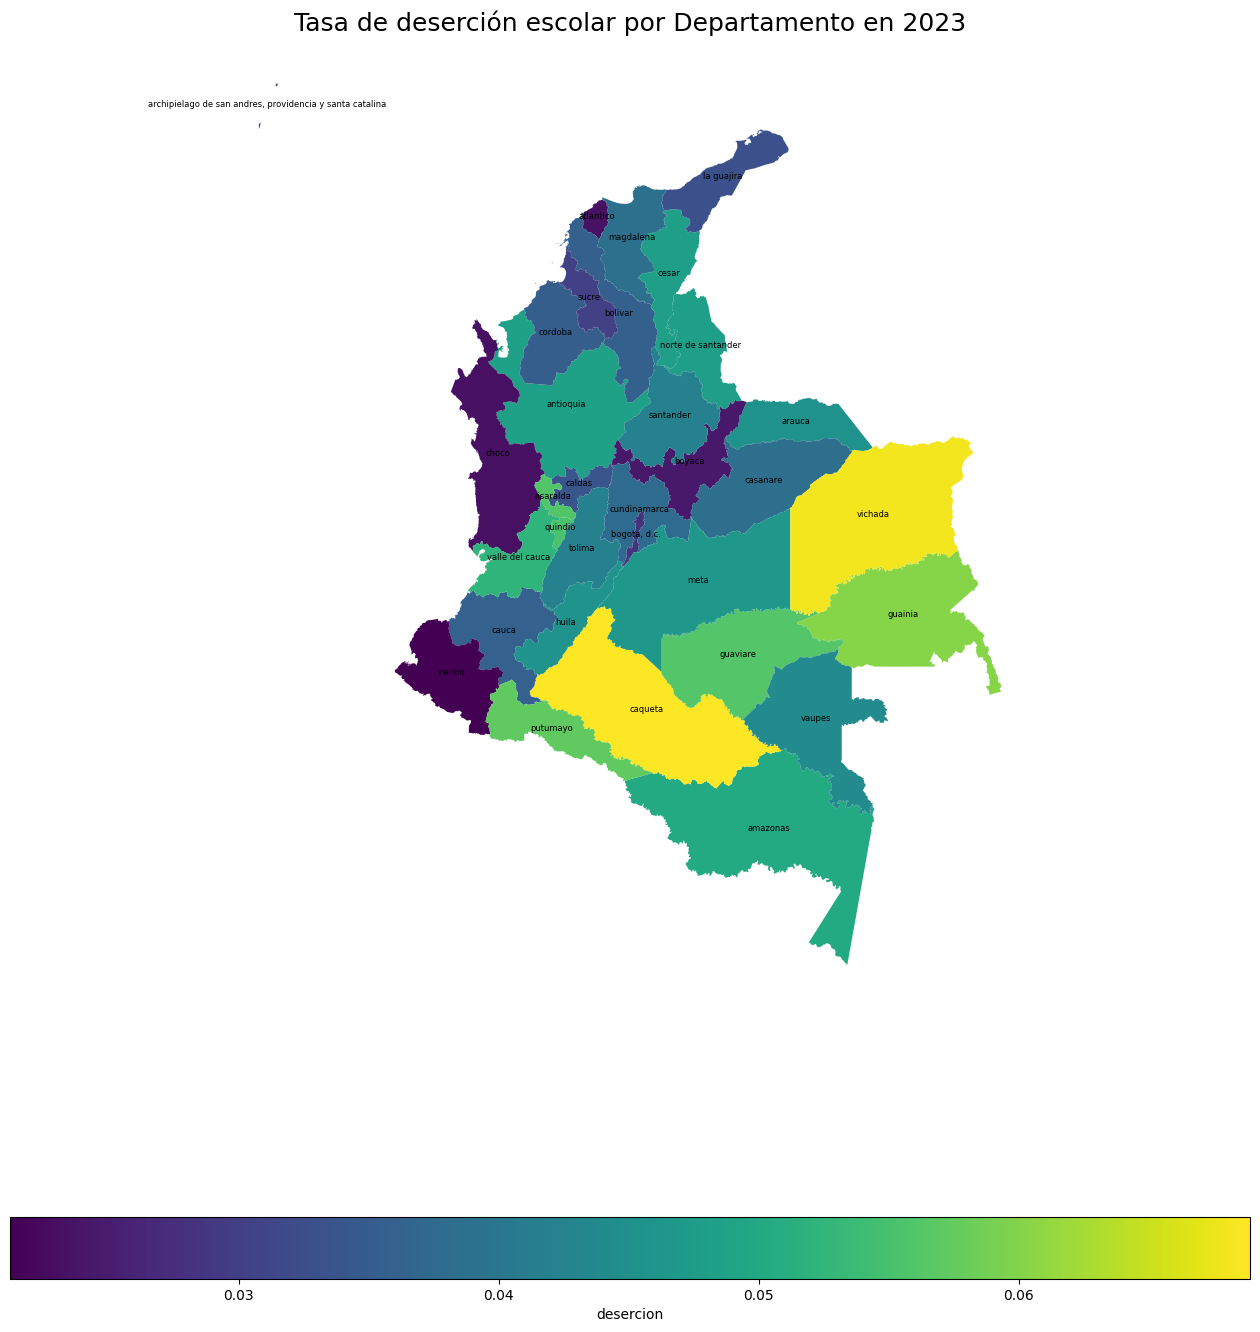 Tasa de deserción escolar por Departamento en 2023
archipielago de san andres, providencia y santa catalina
la guajira
atlantico
magdalena
cesar
sucre
bolivar
cordoba
norte de santander
antioquia
santander
arauca
choco
boyaca
caldas
casanare
risaralda
cundinamarca
vichada
quindio
bogota, d.c.
tolima
valle del cauca
meta
guainia
huila
cauca
guaviare
narino
caqueta
vaupes
putumayo
amazonas
0.03
0.04
0.05
0.06
desercion